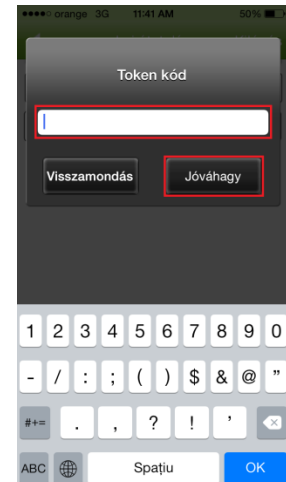 orange 3G 11:41 AM 50%
Token kód
Visszamondás Jóváhagy
1 2 3 4 5 6 7 8 9 0
- / : ; ( ) $ & @ "
#+= . , ? ! '
ABC Spațiu OK